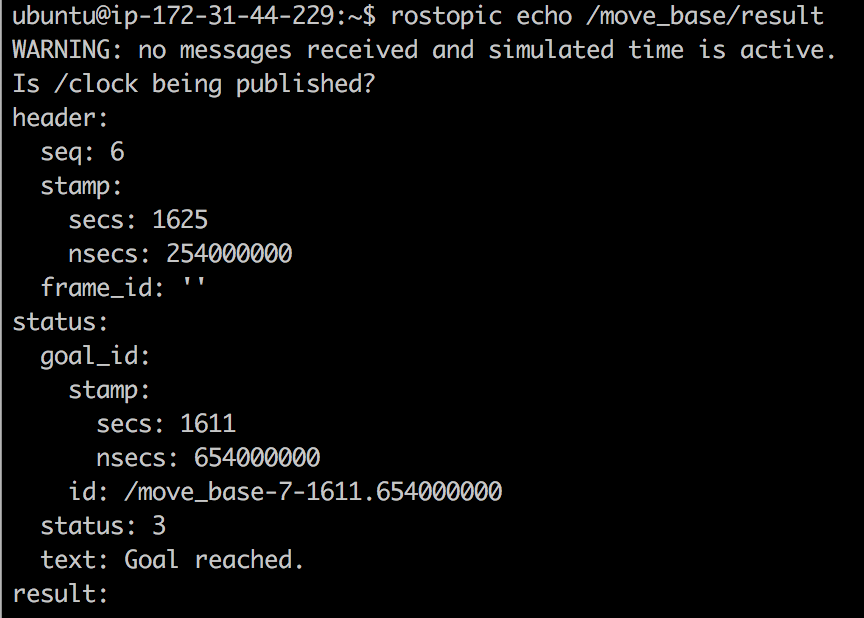 ubuntu@ip-172-31-44-229:~$ rostopic echo /move_base/result
WARNING: no messages received and simulated time is active.
Is /clock being published?
header:
  seq: 6
  stamp:
    secs: 1625
    nsecs: 254000000
  frame_id: ''
status:
  goal_id:
    stamp:
      secs: 1611
      nsecs: 654000000
    id: /move_base-7-1611.654000000
  status: 3
  text: Goal reached.
result: